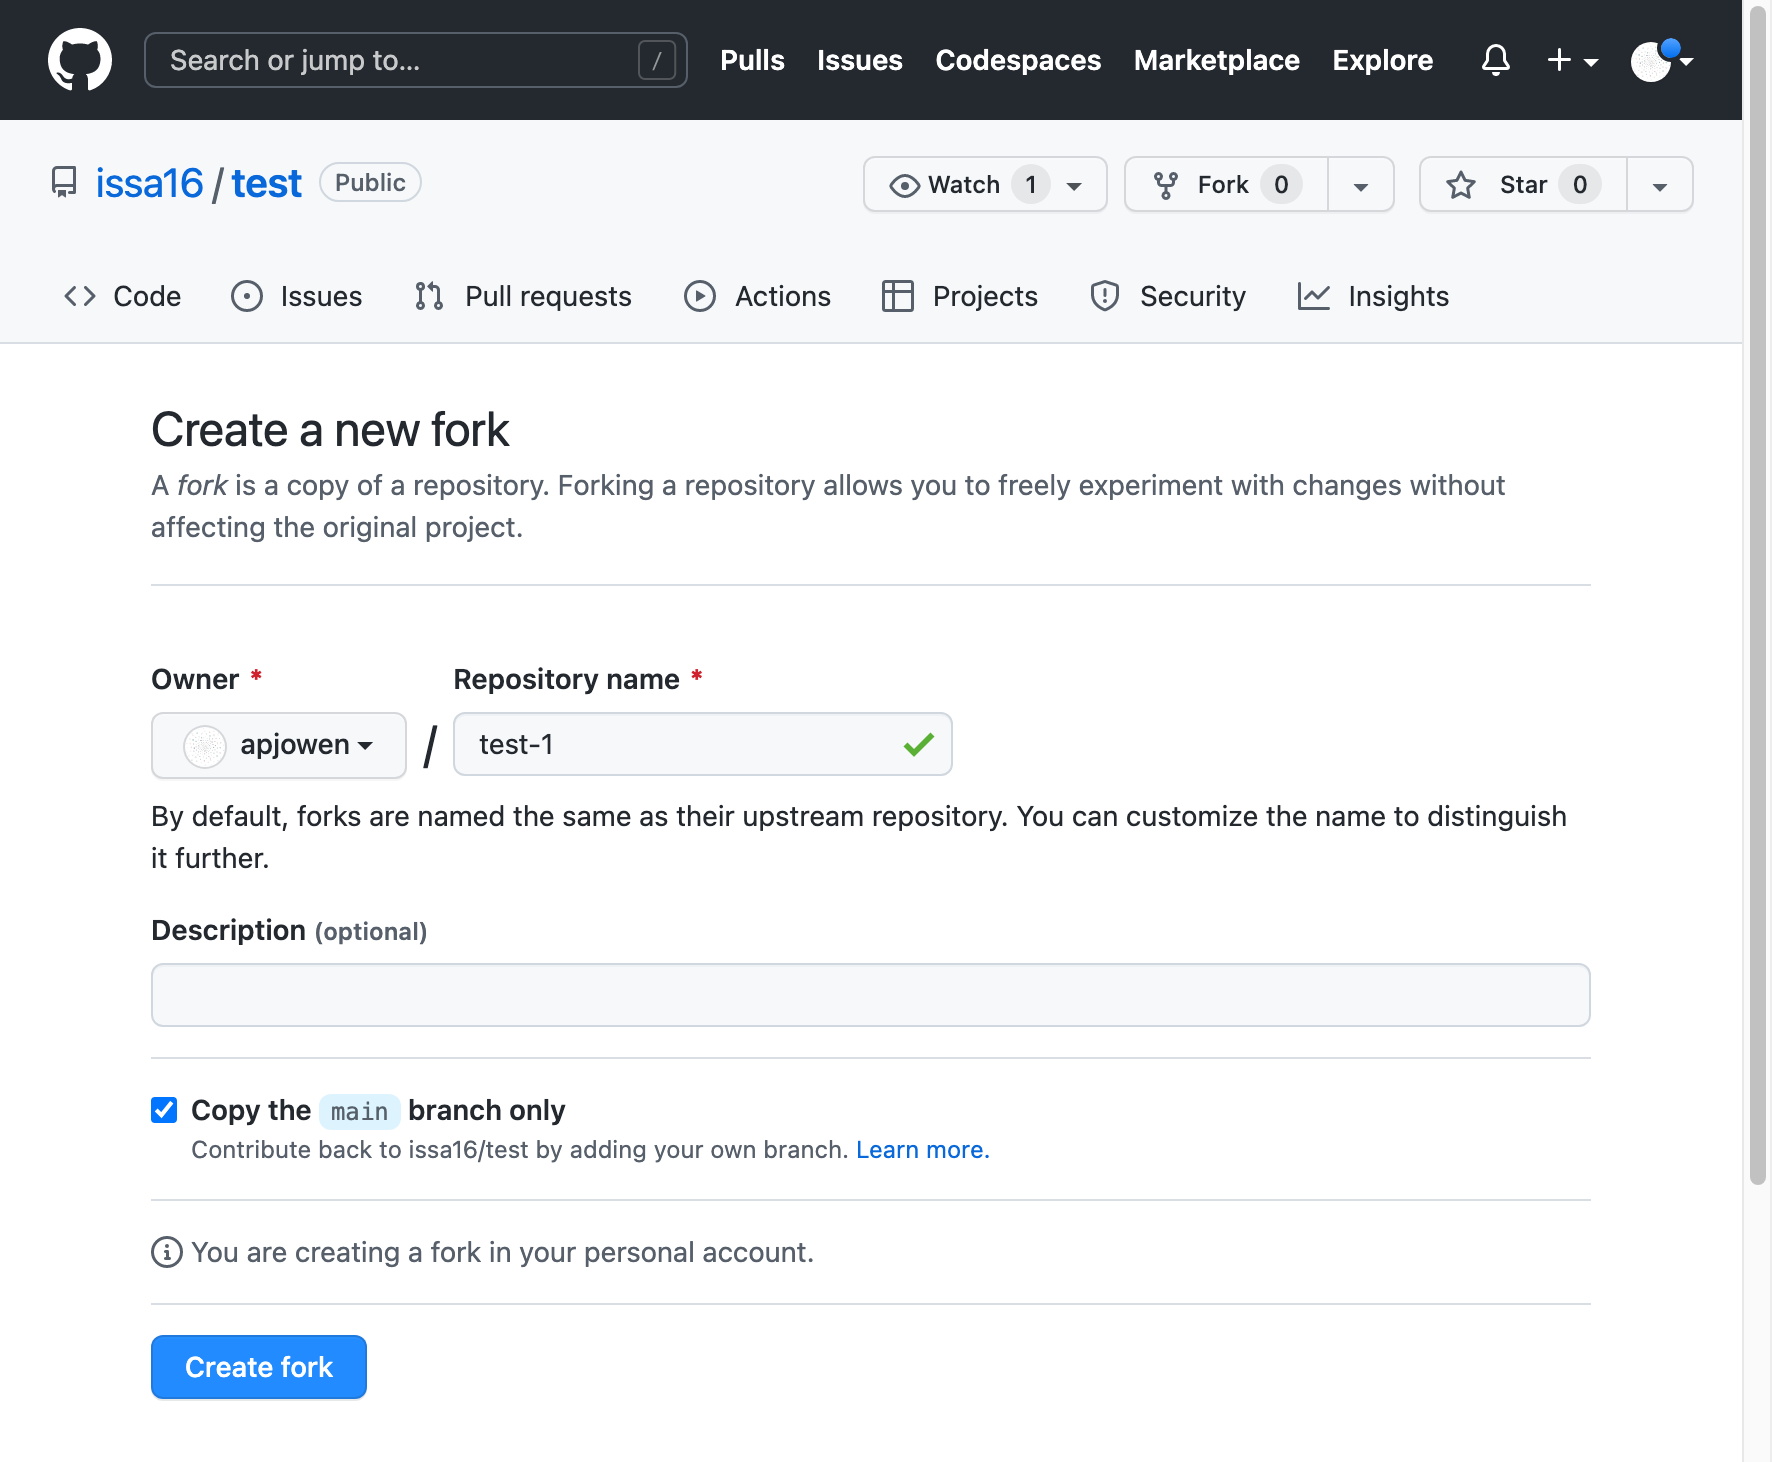 Search or jump to... / Pulls Issues Codespaces Marketplace Explore
issa16 / test Public Watch 1 Fork 0 Star 0
Code Issues Pull requests Actions Projects Security Insights
Create a new fork
A fork is a copy of a repository. Forking a repository allows you to freely experiment with changes without
affecting the original project.
Owner * Repository name *
apjowen / test-1
By default, forks are named the same as their upstream repository. You can customize the name to distinguish
it further.
Description (optional)
Copy the main branch only
Contribute back to issa16/test by adding your own branch. Learn more.
You are creating a fork in your personal account.
Create fork